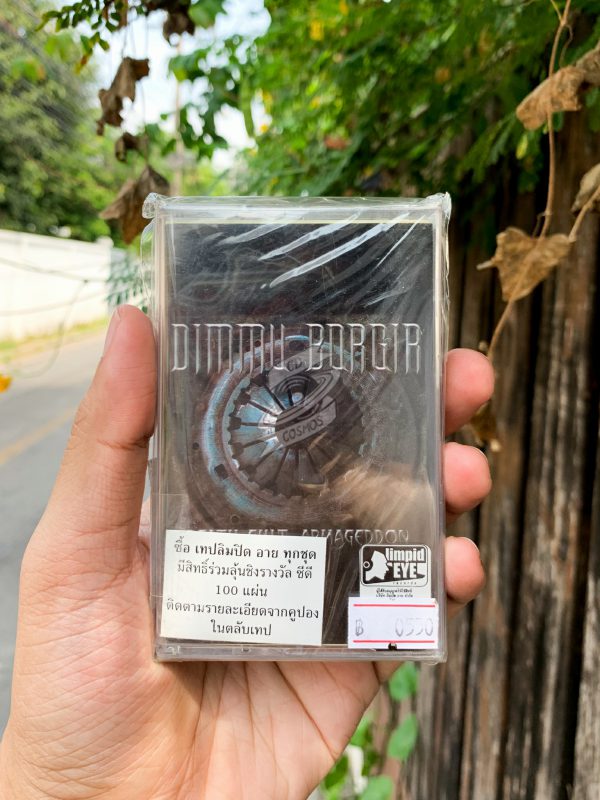 DIMMU BORGIR
CD
COSMOS
DEATH CULT ARMAGEDDON
ซื้อ เทปลิมปิด อาย ทุกชุด
มีสิทธิ์ร่วมลุ้นชิงรางวัล ซีดี
100 แผ่น
ติดตามรายละเอียดจากคูปอง
ในตลับเทป
limpid
EYE
records
฿ 0550